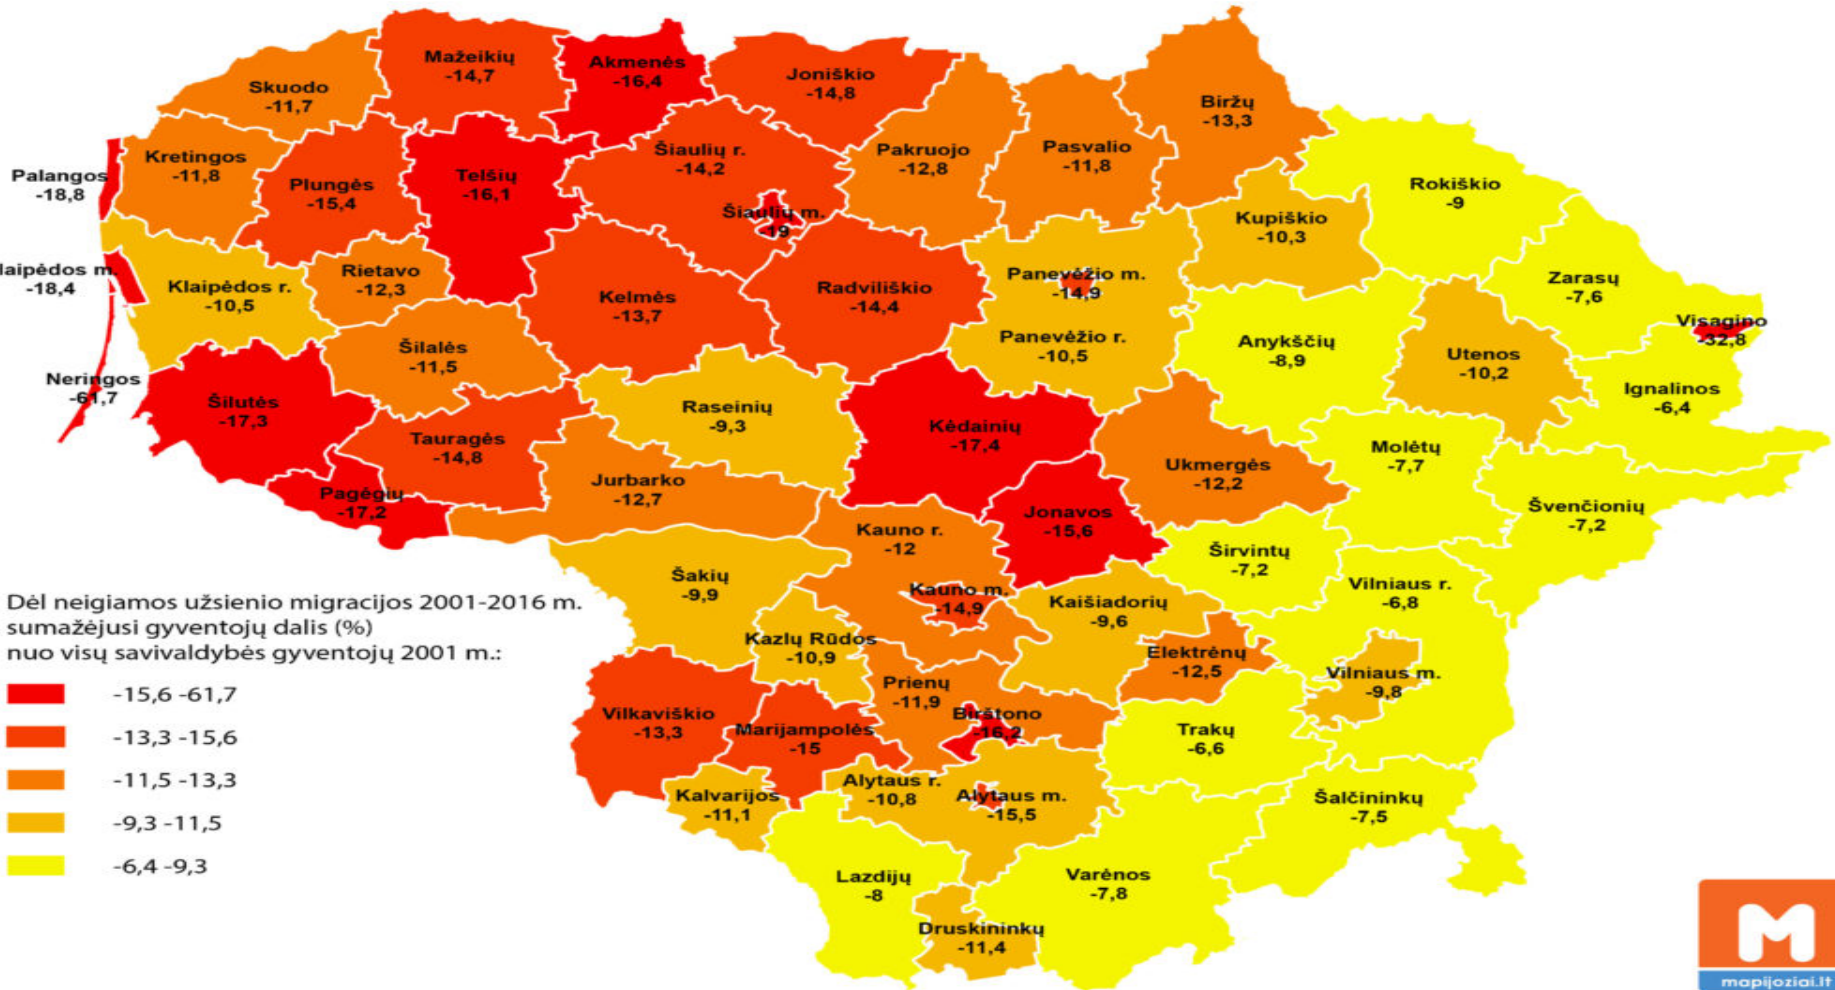 Mažeikių
-14,7
Akmenės
-16,4
Joniškio
-14,8
Skuodo
-11,7
Biržų
-13,3
Kretingos
-11,8
Šiaulių r.
-14,2
Pakruojo
-12,8
Pasvalio
-11,8
Palangos
-18,8
Plungės
-15,4
Telšių
-16,1
Rokiškio
-9
Šiaulių m.
-19
Kupiškio
-10,3
laipėdos m.
-18,4
Klaipėdos r.
-10,5
Rietavo
-12,3
Kelmės
-13,7
Radviliškio
-14,4
Panevėžio m.
-14,9
Zarasų
-7,6
Visagino
-32,8
Šilalės
-11,5
Panevėžio r.
-10,5
Anykščių
-8,9
Utenos
-10,2
Neringos
-61,7
Ignalinos
-6,4
Šilutės
-17,3
Raseinių
-9,3
Kėdainių
-17,4
Tauragės
-14,8
Molėtų
-7,7
Ukmergės
-12,2
Pagėgių
-17,2
Jurbarko
-12,7
Jonavos
-15,6
Švenčionių
-7,2
Kauno r.
-12
Širvintų
-7,2
Šakių
-9,9
Vilniaus r.
-6,8
Kauno m.
-14,9
Kaišiadorių
-9,6
Dėl neigiamos užsienio migracijos 2001-2016 m.
sumažėjusi gyventojų dalis (%)
nuo visų savivaldybės gyventojų 2001 m.:
-15,6 -61,7
-13,3 -15,6
-11,5 -13,3
-9,3 -11,5
-6,4 -9,3
Kazlų Rūdos
-10,9
Elektrėnų
-12,5
Vilniaus m.
-9,8
Prienų
-11,9
Vilkaviškio
-13,3
Marijampolės
-15
Birštono
-16,2
Trakų
-6,6
Kalvarijos
-11,1
Alytaus r.
-10,8
Alytaus m.
-15,5
Šalčininkų
-7,5
Lazdijų
-8
Varėnos
-7,8
Druskininkų
-11,4
M
mapijoziai.lt